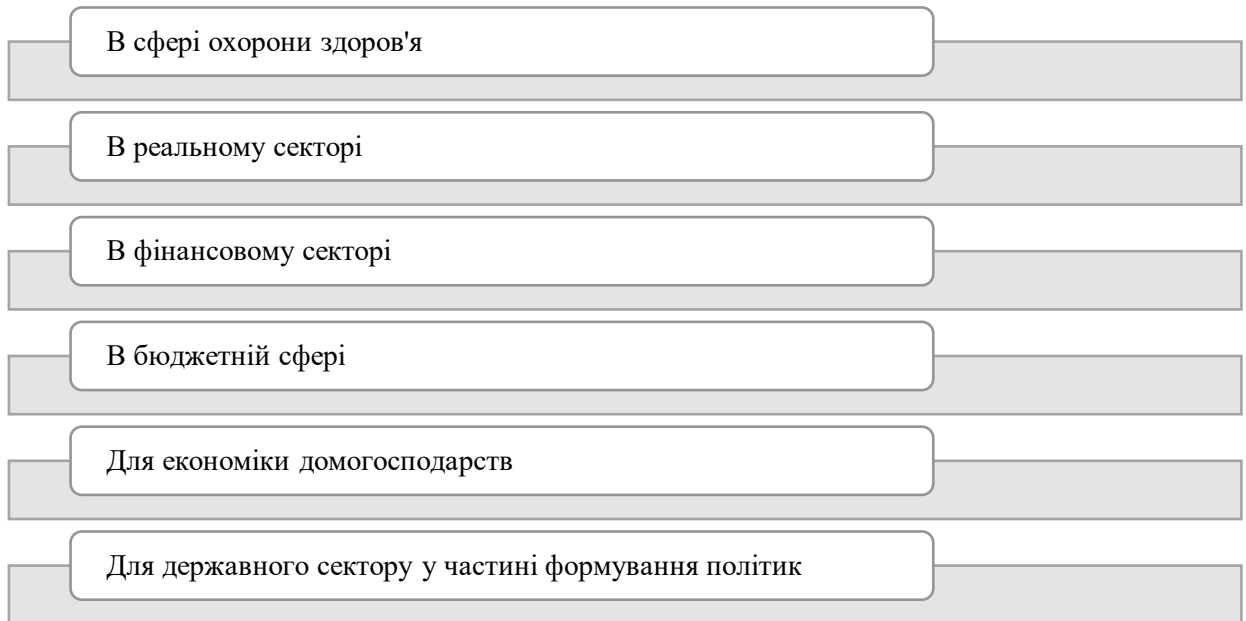 В сфері охорони здоров'я
В реальному секторі
В фінансовому секторі
В бюджетній сфері
Для економіки домогосподарств
Для державного сектору у частині формування політик